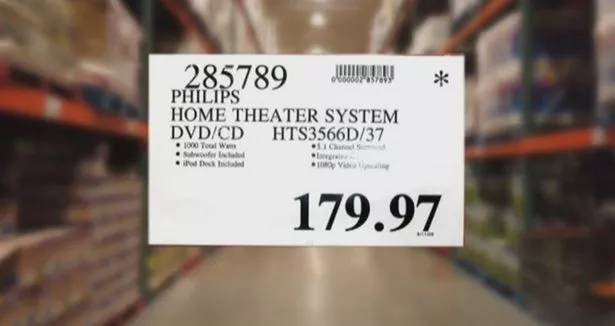 285789
*
PHILIPS
HOME THEATER SYSTEM
DVD/CD HTS3566D/37
• 1000 Total Watts
• Subwoofer Included
• iPod Dock Included
• 5.1 Channel Surround
• Integrated
• 1080p Video Upscaling
179.97